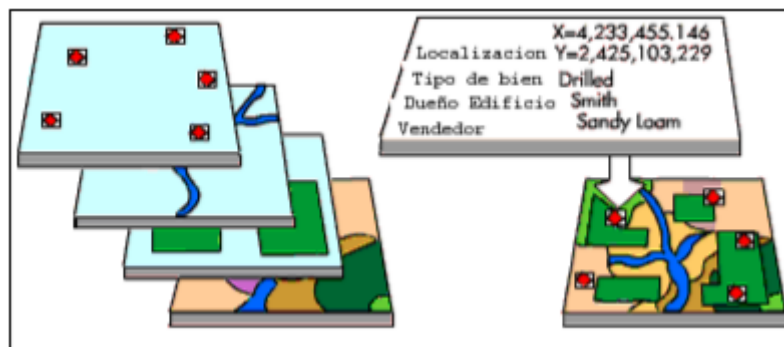 X=4,233,455.146
Localizacion Y=2,425,103,229
Tipo de bien Drilled
Dueño Edificio Smith
Vendedor Sandy Loam